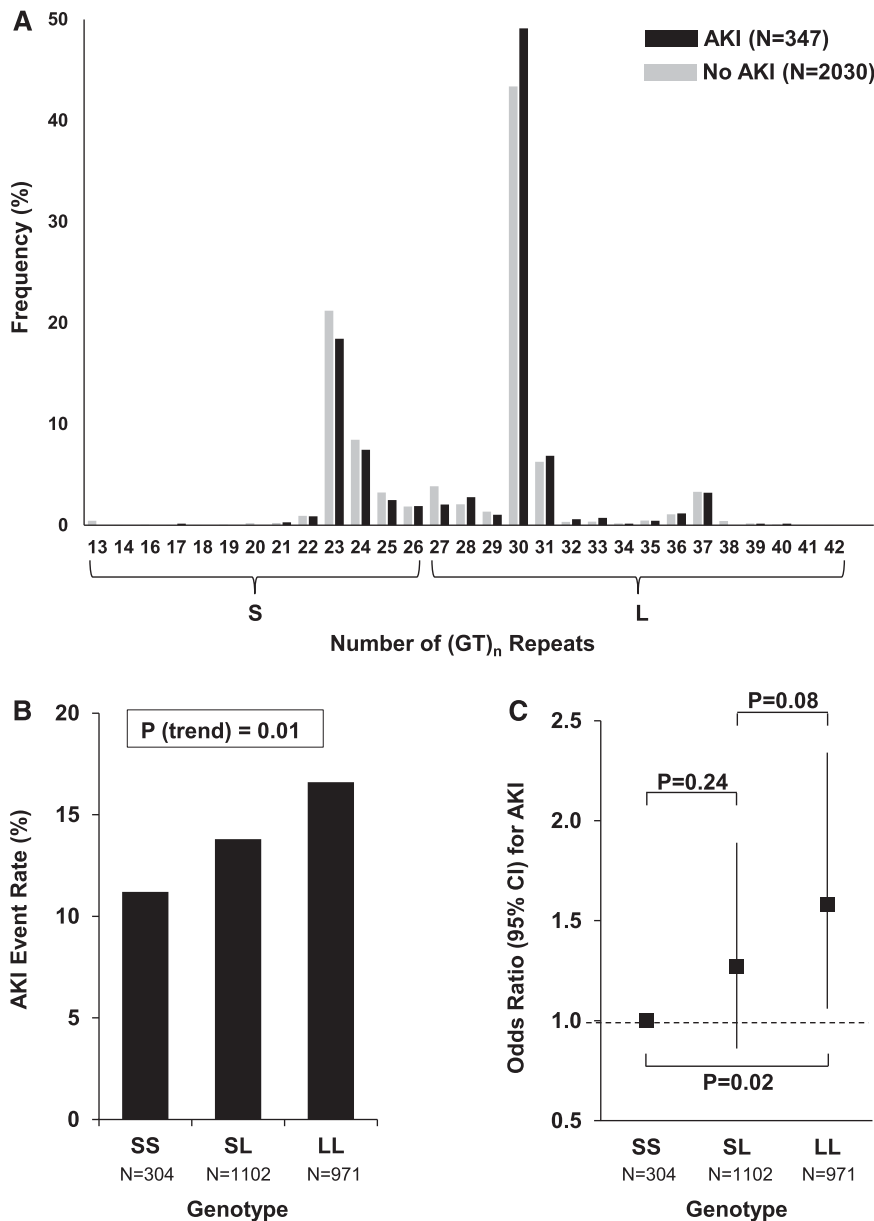 A
50
40
30
20
10
0
Frequency (%)
AKI (N=347)
No AKI (N=2030)
13 14 16 17 18 19 20 21 22 23 24 25 26 27 28 29 30 31 32 33 34 35 36 37 38 39 40 41 42
S L
Number of (GT)n Repeats
B
P (trend) = 0.01
20
15
10
5
0
AKI Event Rate (%)
SS SL LL
N=304 N=1102 N=971
Genotype
C
P=0.08
P=0.24
P=0.02
2.5
2.0
1.5
1.0
0.5
Odds Ratio (95% CI) for AKI
SS SL LL
N=304 N=1102 N=971
Genotype